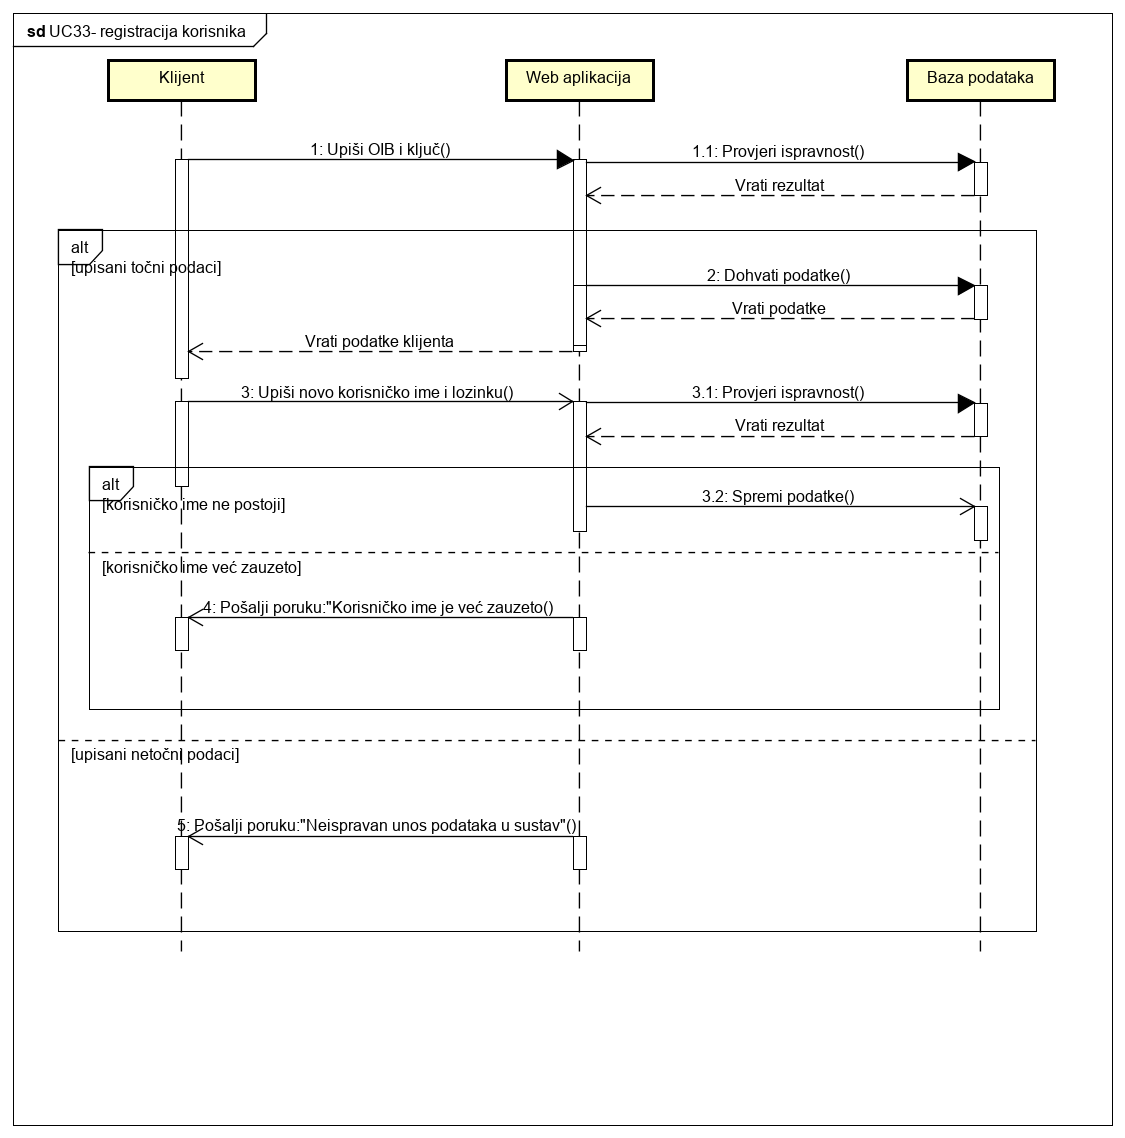 sd UC33- registracija korisnika
Klijent
Web aplikacija
Baza podataka
1: Upiši OIB i ključ()
1.1: Provjeri ispravnost()
Vrati rezultat
alt
[upisani točni podaci]
2: Dohvati podatke()
Vrati podatke
Vrati podatke klijenta
3: Upiši novo korisničko ime i lozinku()
3.1: Provjeri ispravnost()
Vrati rezultat
alt
[korisničko ime ne postoji]
3.2: Spremi podatke()
[korisničko ime već zauzeto]
4: Pošalji poruku:"Korisničko ime je već zauzeto()
[upisani netočni podaci]
5: Pošalji poruku:"Neispravan unos podataka u sustav"()